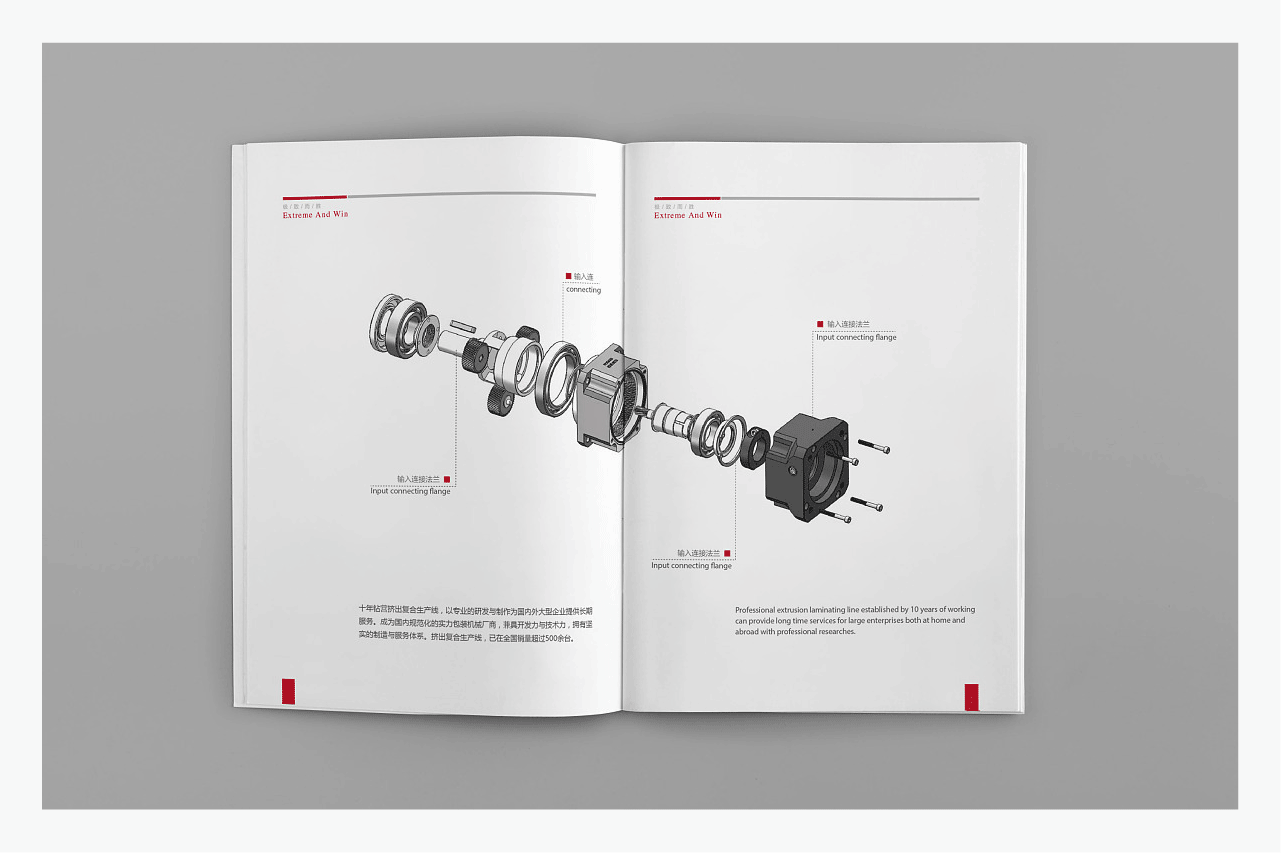 极 / 致 / 而 / 胜
Extreme And Win
输入连
connecting
输入连接法兰
Input connecting flange
十年钻营挤出复合生产线，以专业的研发与制作为国内外大型企业提供长期
服务。成为国内规范化的实力包装机械厂商，兼具开发力与技术力，拥有坚
实的制造与服务体系。挤出复合生产线，已在全国销量超过500余台。
极 / 致 / 而 / 胜
Extreme And Win
输入连接法兰
Input connecting flange
输入连接法兰
Input connecting flange
Professional extrusion laminating line established by 10 years of working
can provide long time services for large enterprises both at home and
abroad with professional researches.